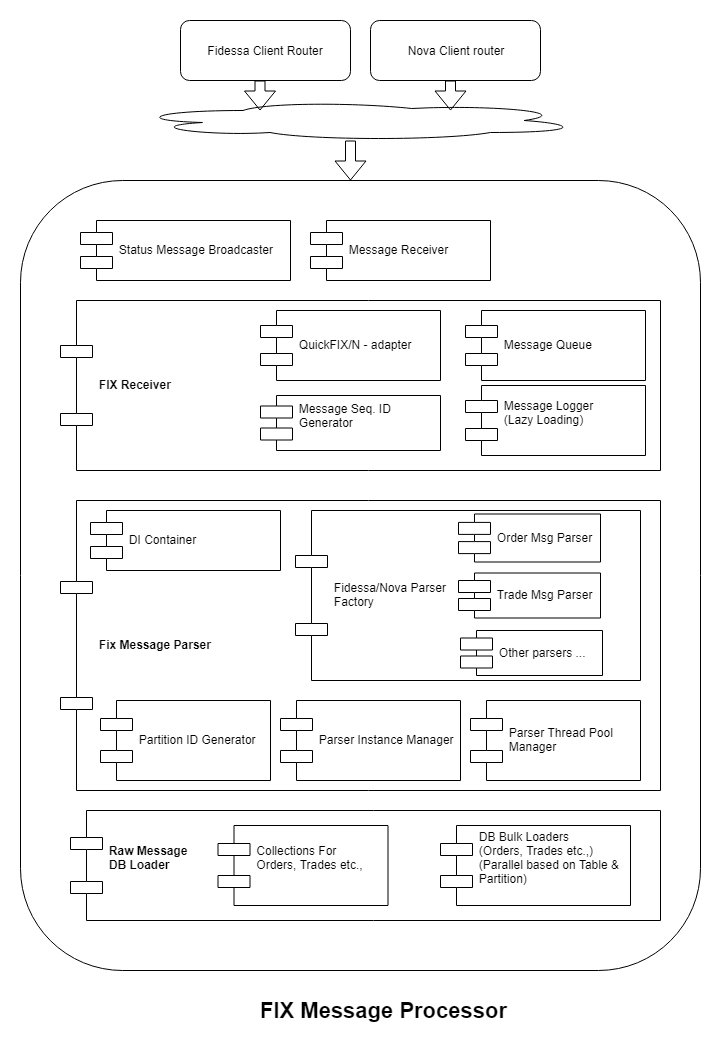 Fidessa Client Router
Nova Client router
Status Message Broadcaster
Message Receiver
FIX Receiver
QuickFIX/N - adapter
Message Queue
Message Seq. ID
Generator
Message Logger
(Lazy Loading)
Fix Message Parser
DI Container
Fidessa/Nova Parser
Factory
Order Msg Parser
Trade Msg Parser
Other parsers ...
Partition ID Generator
Parser Instance Manager
Parser Thread Pool
Manager
Raw Message
DB Loader
Collections For
Orders, Trades etc.,
DB Bulk Loaders
(Orders, Trades etc.,)
(Parallel based on Table &
Partition)
FIX Message Processor